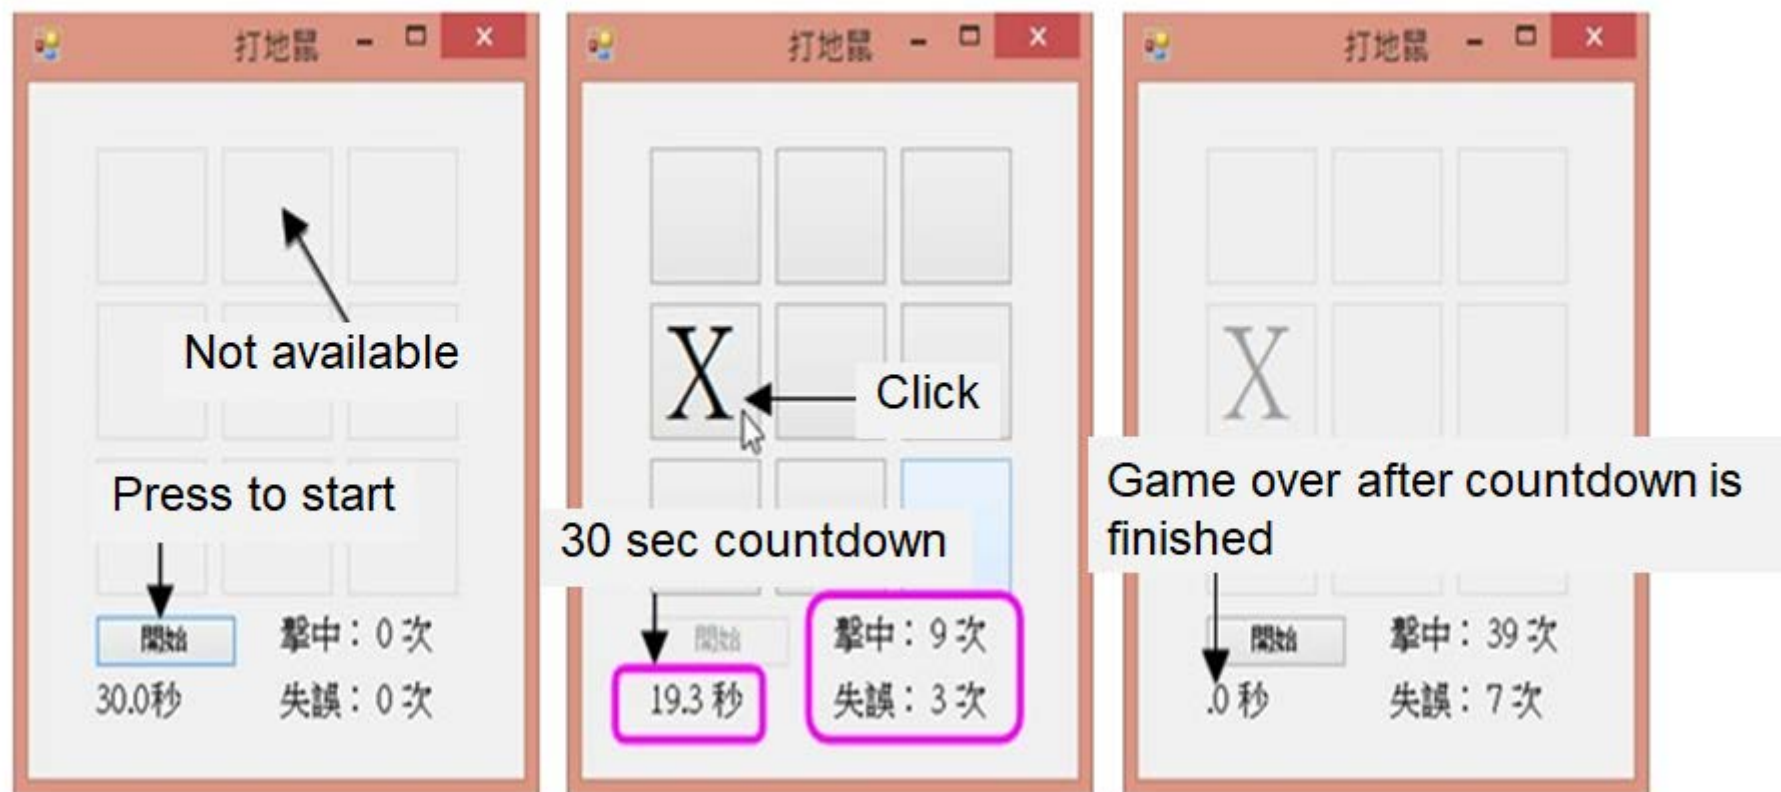 打地鼠
Not available
Press to start
開始
擊中：0 次
30.0秒
失誤：0 次
打地鼠
X
Click
30 sec countdown
開始
擊中：9 次
19.3 秒
失誤：3 次
打地鼠
X
Game over after countdown is
finished
開始
擊中：39 次
.0 秒
失誤：7 次